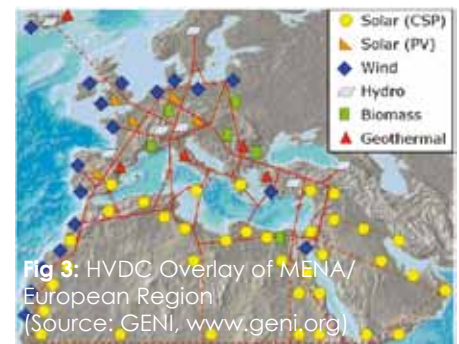 Solar (CSP)
Solar (PV)
Wind
Hydro
Biomass
Geothermal
Fig 3: HVDC Overlay of MENA/
European Region
(Source: GENI, www.geni.org)